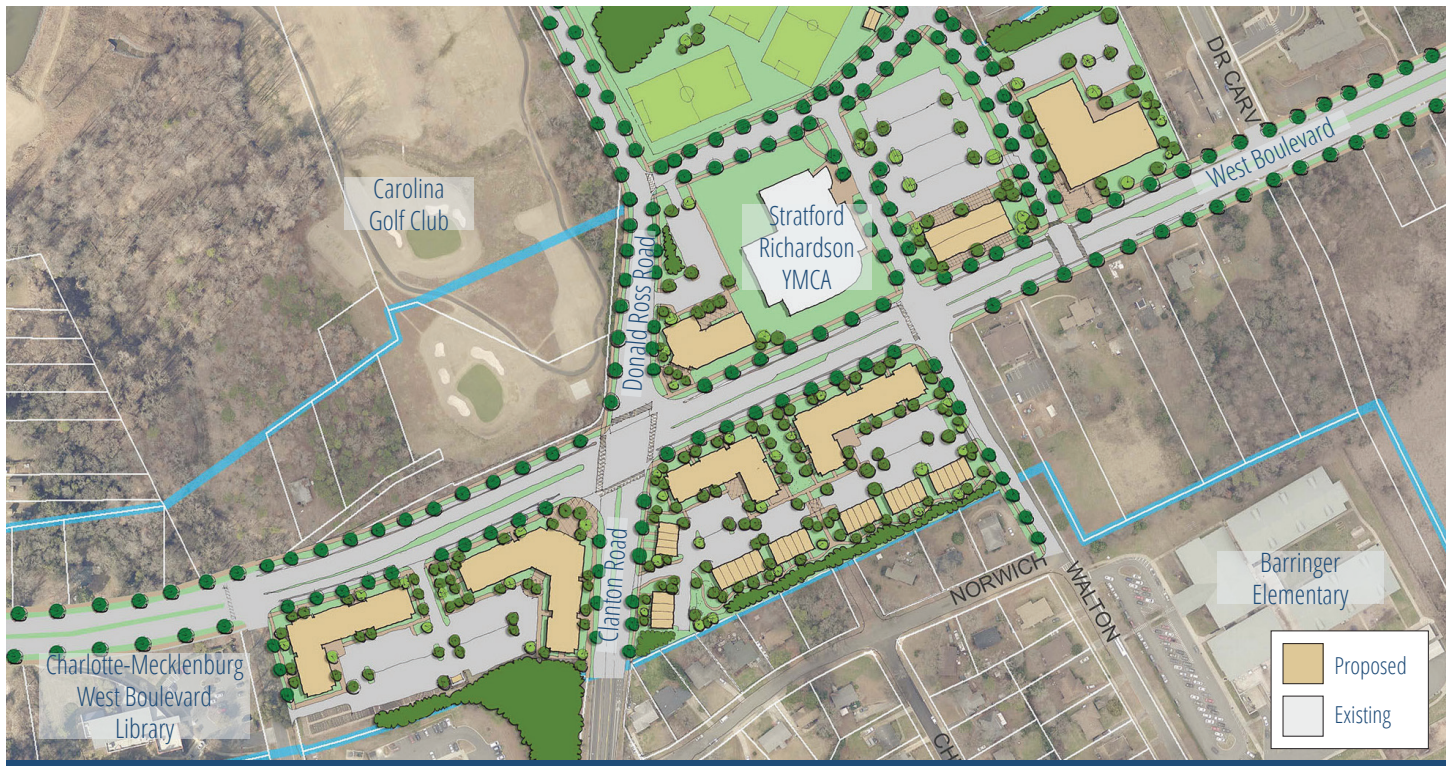 DR CARV
West Boulevard
Carolina
Golf Club
Stratford
Richardson
YMCA
Donald Ross Road
Clanton Road
NORWICH
WALTON
Barringer
Elementary
Charlotte-Mecklenburg
West Boulevard
Library
CH
Proposed
Existing